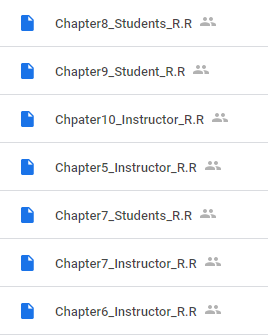 Chapter8_Students_R.R
Chapter9_Student_R.R
Chpater10_Instructor_R.R
Chapter5_Instructor_R.R
Chapter7_Students_R.R
Chapter7_Instructor_R.R
Chapter6_Instructor_R.R